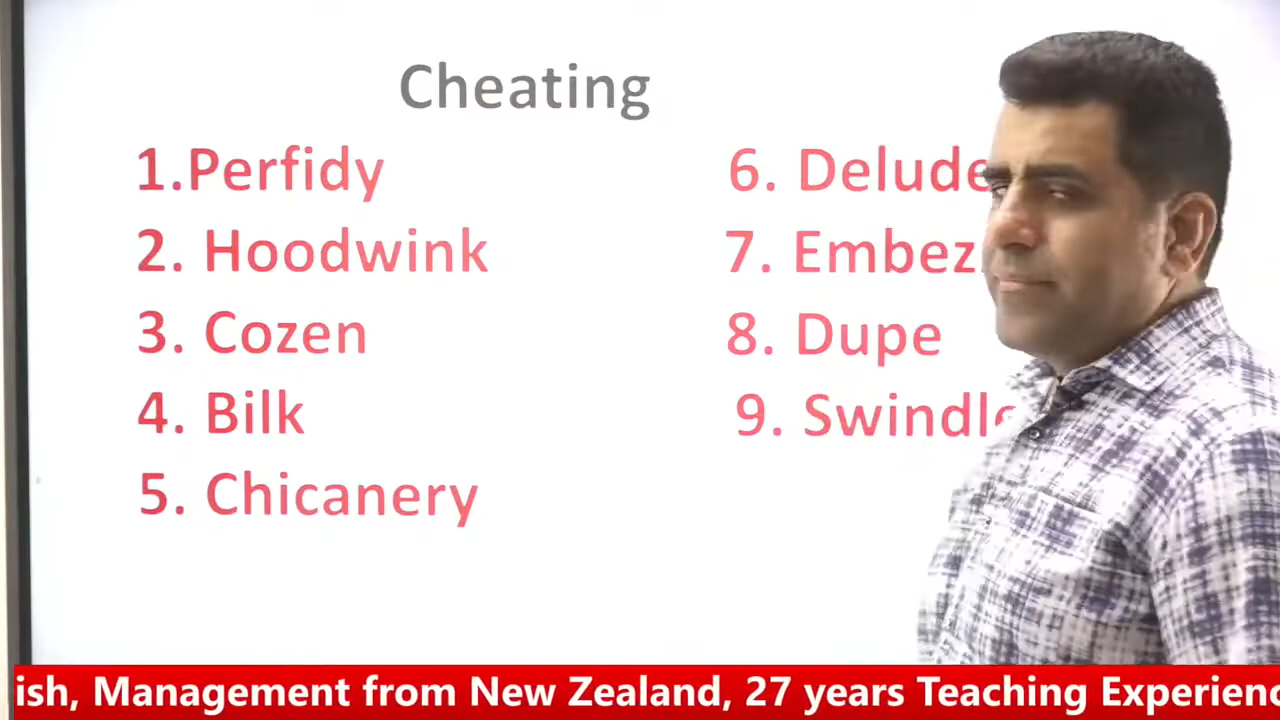 Cheating
1.Perfidy
2. Hoodwink
3. Cozen
4. Bilk
5. Chicanery
6. Delude
7. Embez
8. Dupe
9. Swindle
ish, Management from New Zealand, 27 years Teaching Experienc